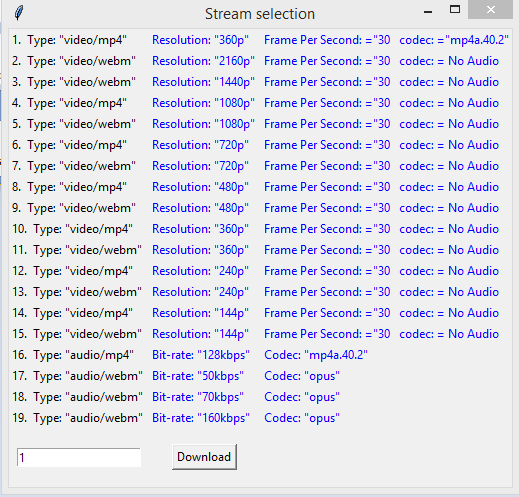 Stream selection
1. Type: "video/mp4" Resolution: "360p" Frame Per Second: ="30 codec: ="mp4a.40.2"
2. Type: "video/webm" Resolution: "2160p" Frame Per Second: ="30 codec: = No Audio
3. Type: "video/webm" Resolution: "1440p" Frame Per Second: ="30 codec: = No Audio
4. Type: "video/mp4" Resolution: "1080p" Frame Per Second: ="30 codec: = No Audio
5. Type: "video/webm" Resolution: "1080p" Frame Per Second: ="30 codec: = No Audio
6. Type: "video/mp4" Resolution: "720p" Frame Per Second: ="30 codec: = No Audio
7. Type: "video/webm" Resolution: "720p" Frame Per Second: ="30 codec: = No Audio
8. Type: "video/mp4" Resolution: "480p" Frame Per Second: ="30 codec: = No Audio
9. Type: "video/webm" Resolution: "480p" Frame Per Second: ="30 codec: = No Audio
10. Type: "video/mp4" Resolution: "360p" Frame Per Second: ="30 codec: = No Audio
11. Type: "video/webm" Resolution: "360p" Frame Per Second: ="30 codec: = No Audio
12. Type: "video/mp4" Resolution: "240p" Frame Per Second: ="30 codec: = No Audio
13. Type: "video/webm" Resolution: "240p" Frame Per Second: ="30 codec: = No Audio
14. Type: "video/mp4" Resolution: "144p" Frame Per Second: ="30 codec: = No Audio
15. Type: "video/webm" Resolution: "144p" Frame Per Second: ="30 codec: = No Audio
16. Type: "audio/mp4" Bit-rate: "128kbps" Codec: "mp4a.40.2"
17. Type: "audio/webm" Bit-rate: "50kbps" Codec: "opus"
18. Type: "audio/webm" Bit-rate: "70kbps" Codec: "opus"
19. Type: "audio/webm" Bit-rate: "160kbps" Codec: "opus"
1 Download